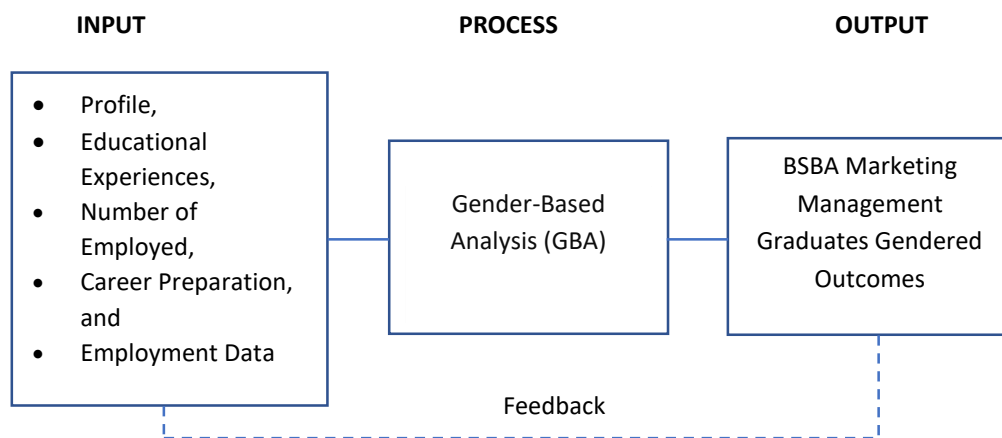 INPUT
PROCESS
OUTPUT
• Profile,
• Educational
Experiences,
• Number of
Employed,
• Career Preparation,
and
• Employment Data
Gender-Based
Analysis (GBA)
BSBA Marketing
Management
Graduates Gendered
Outcomes
Feedback